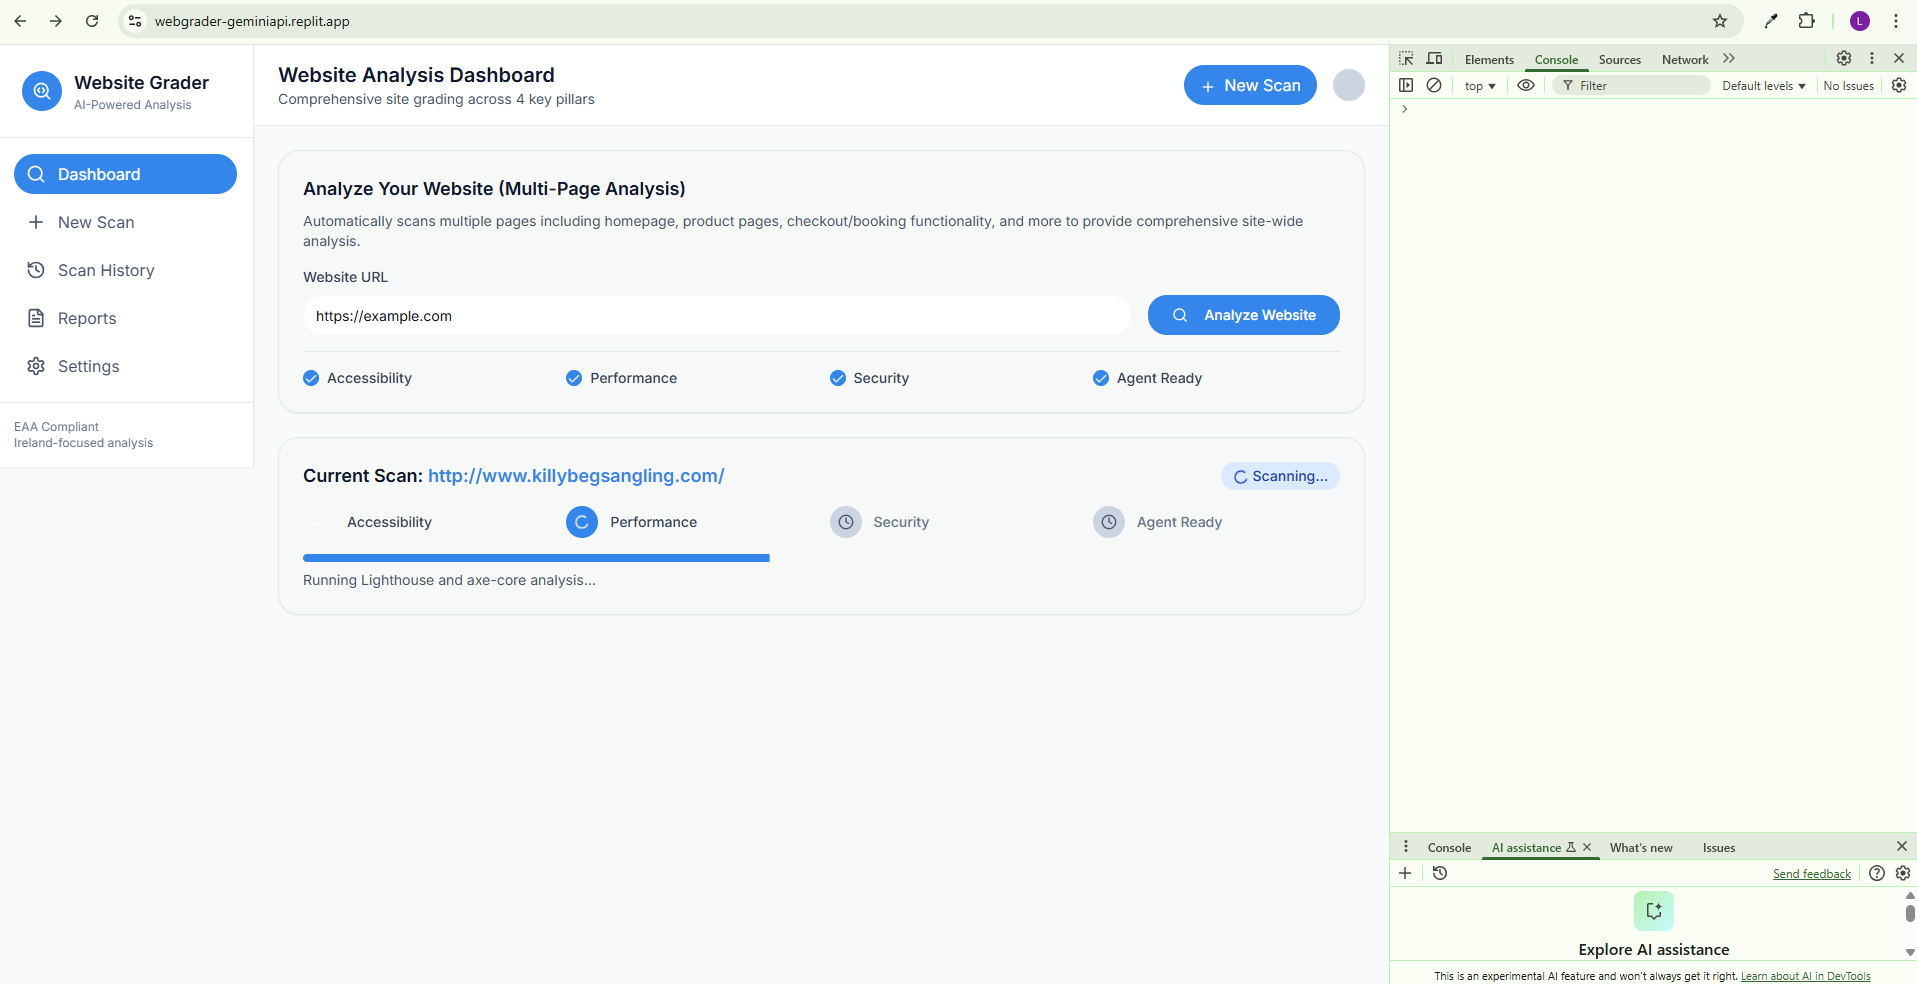 webgrader-geminiapi.replit.app
L
Website Grader
AI-Powered Analysis
Dashboard
New Scan
Scan History
Reports
Settings
EAA Compliant
Ireland-focused analysis
Website Analysis Dashboard
Comprehensive site grading across 4 key pillars
+ New Scan
Analyze Your Website (Multi-Page Analysis)
Automatically scans multiple pages including homepage, product pages, checkout/booking functionality, and more to provide comprehensive site-wide
analysis.
Website URL
https://example.com
Analyze Website
Accessibility
Performance
Security
Agent Ready
Current Scan: http://www.killybegsangling.com/
Scanning...
Accessibility
Performance
Security
Agent Ready
Running Lighthouse and axe-core analysis...
Elements
Console
Sources
Network
top
Filter
Default levels
No Issues
Console
AI assistance
What's new
Issues
Send feedback
Explore AI assistance
This is an experimental AI feature and won't always get it right. Learn about AI in DevTools